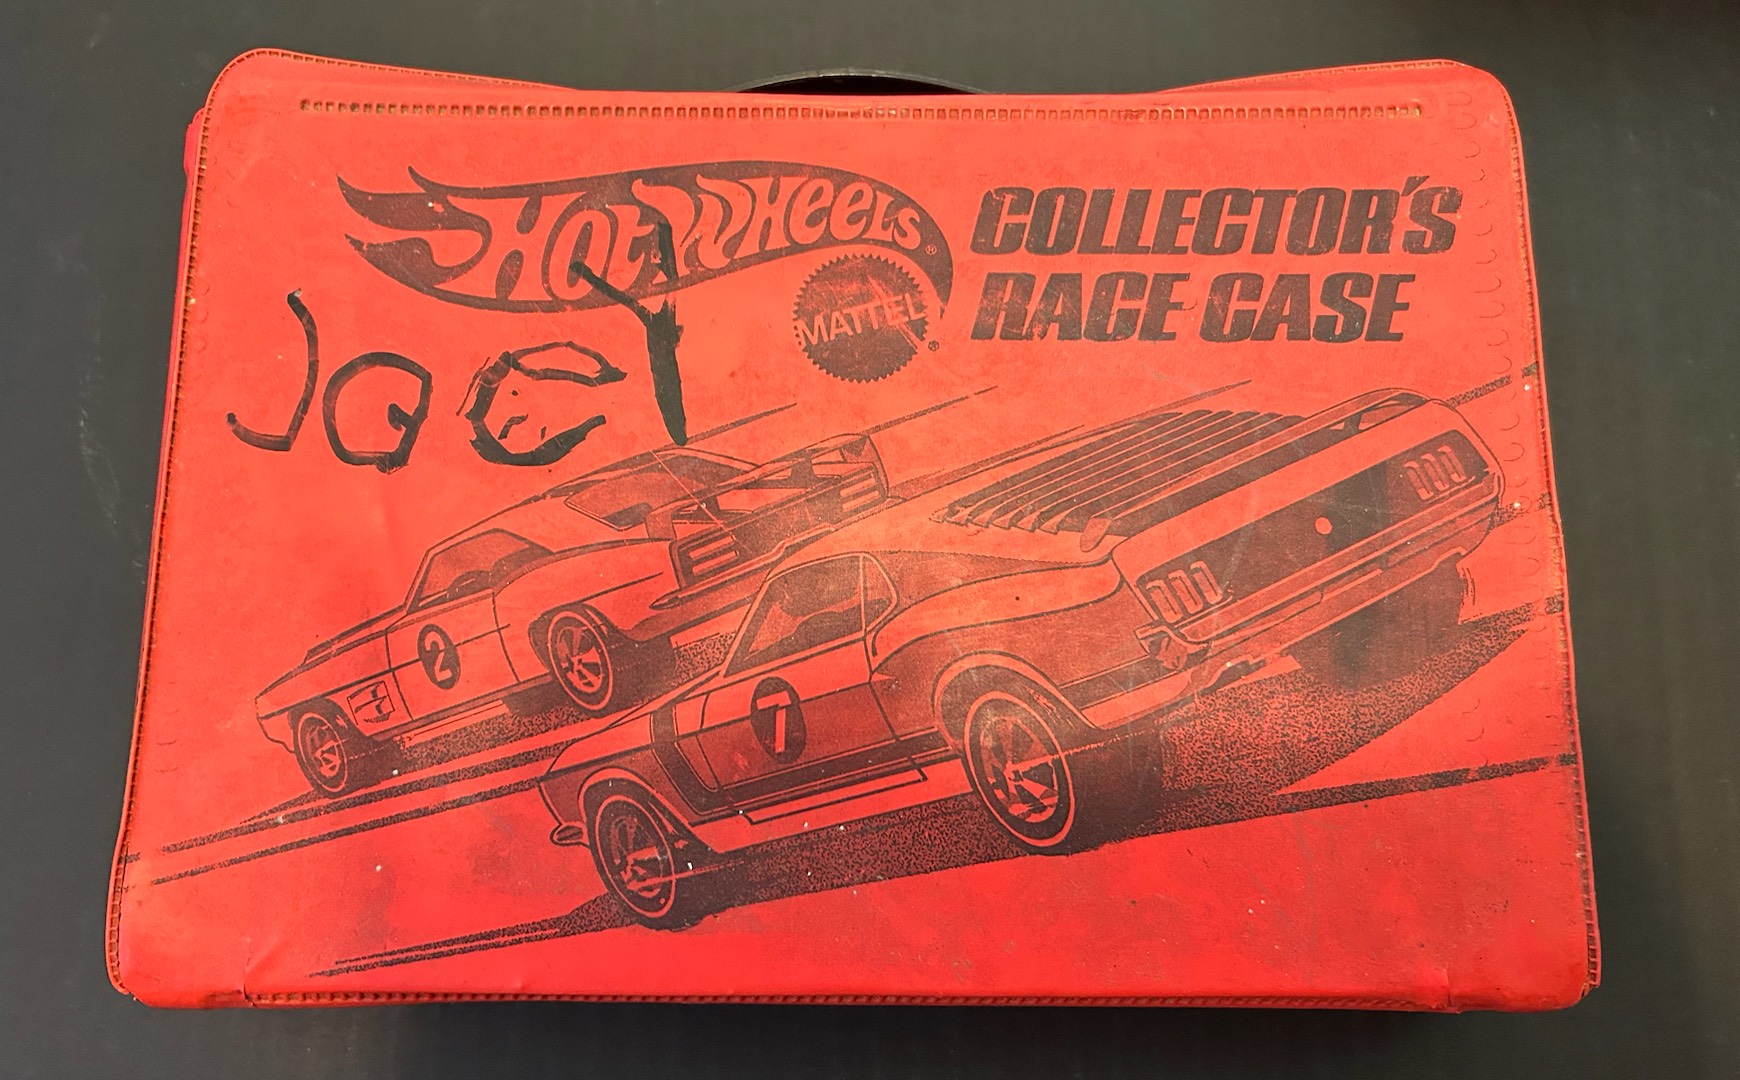 Hot Wheels®
MATTEL®
COLLECTOR'S
RACE CASE
Joey
2
7